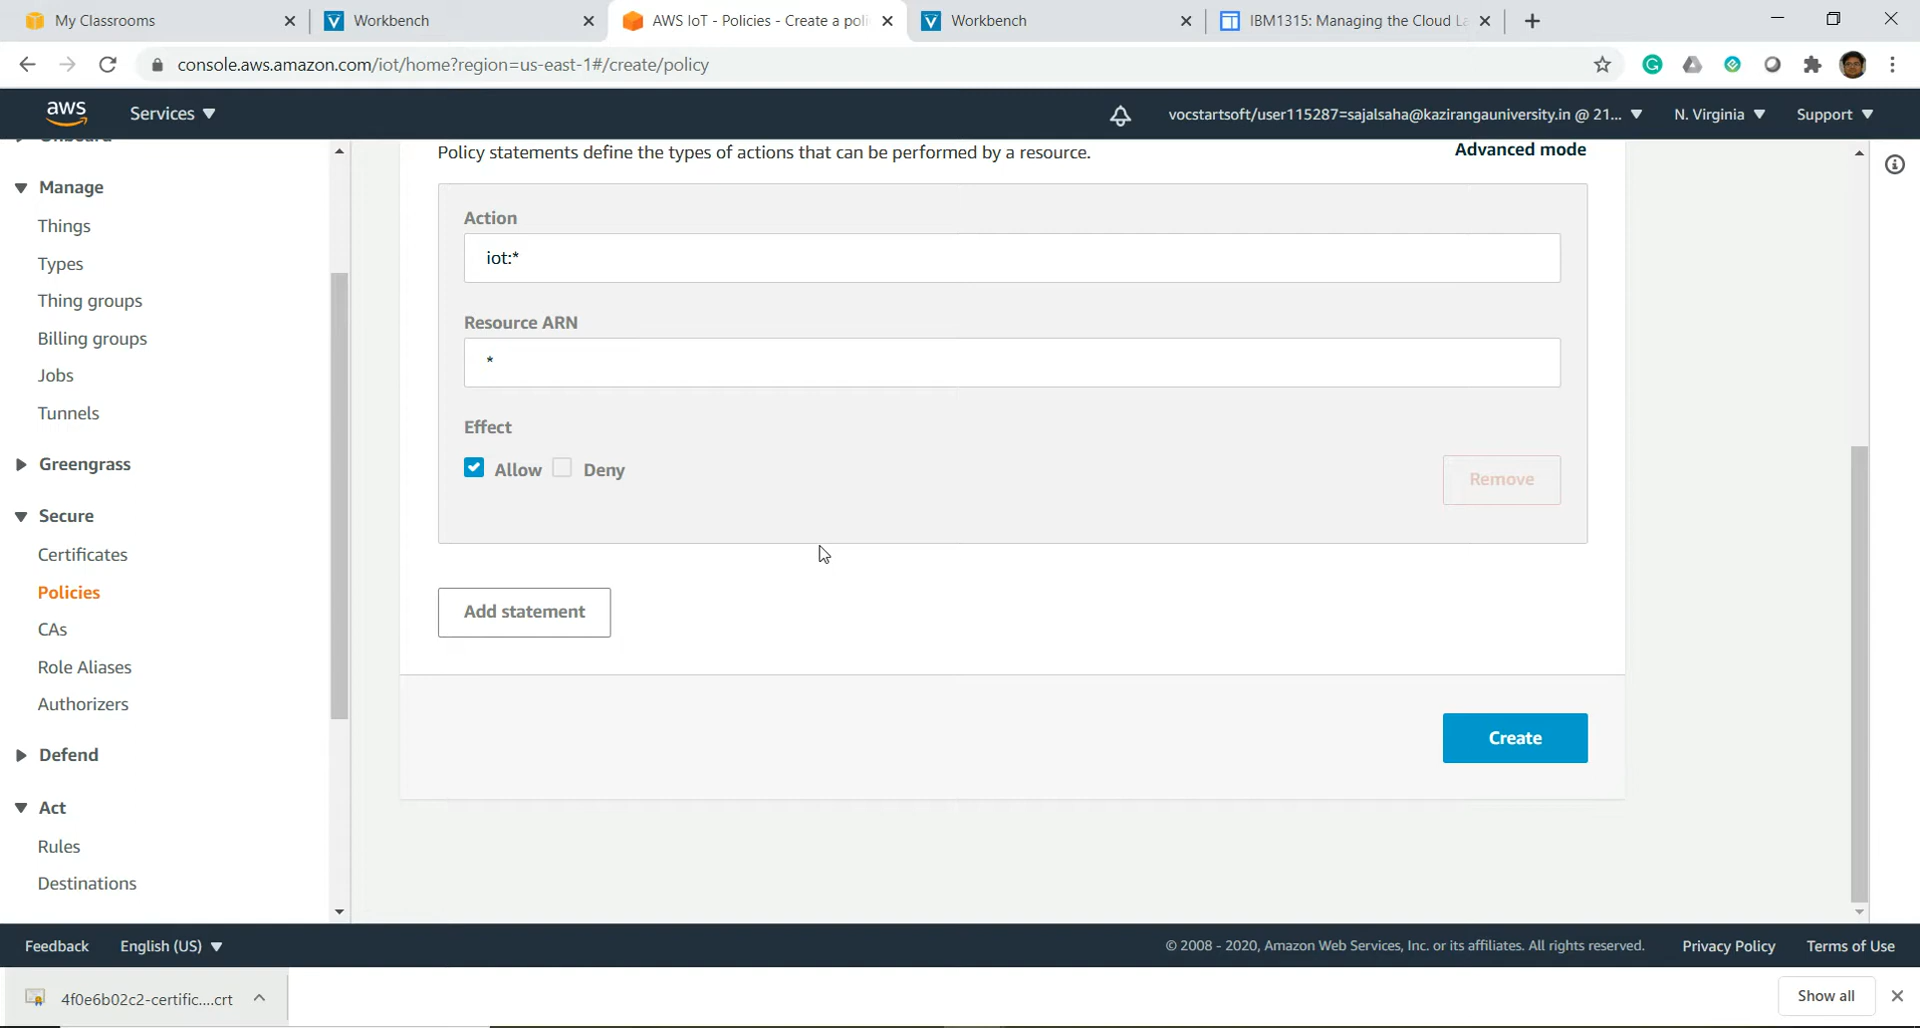 My Classrooms
Workbench
AWS IoT - Policies - Create a poli
Workbench
IBM1315: Managing the Cloud La
console.aws.amazon.com/iot/home?region=us-east-1#/create/policy
aws
Services
vocstartsoft/user115287=sajalsaha@kazirangauniversity.in @ 21...
N. Virginia
Support
Onboard
Manage
Things
Types
Thing groups
Billing groups
Jobs
Tunnels
Greengrass
Secure
Certificates
Policies
CAs
Role Aliases
Authorizers
Defend
Act
Rules
Destinations
Policy statements define the types of actions that can be performed by a resource.
Advanced mode
Action
iot:*
Resource ARN
*
Effect
Allow
Deny
Remove
Add statement
Create
Feedback
English (US)
© 2008 - 2020, Amazon Web Services, Inc. or its affiliates. All rights reserved.
Privacy Policy
Terms of Use
4f0e6b02c2-certific....crt
Show all